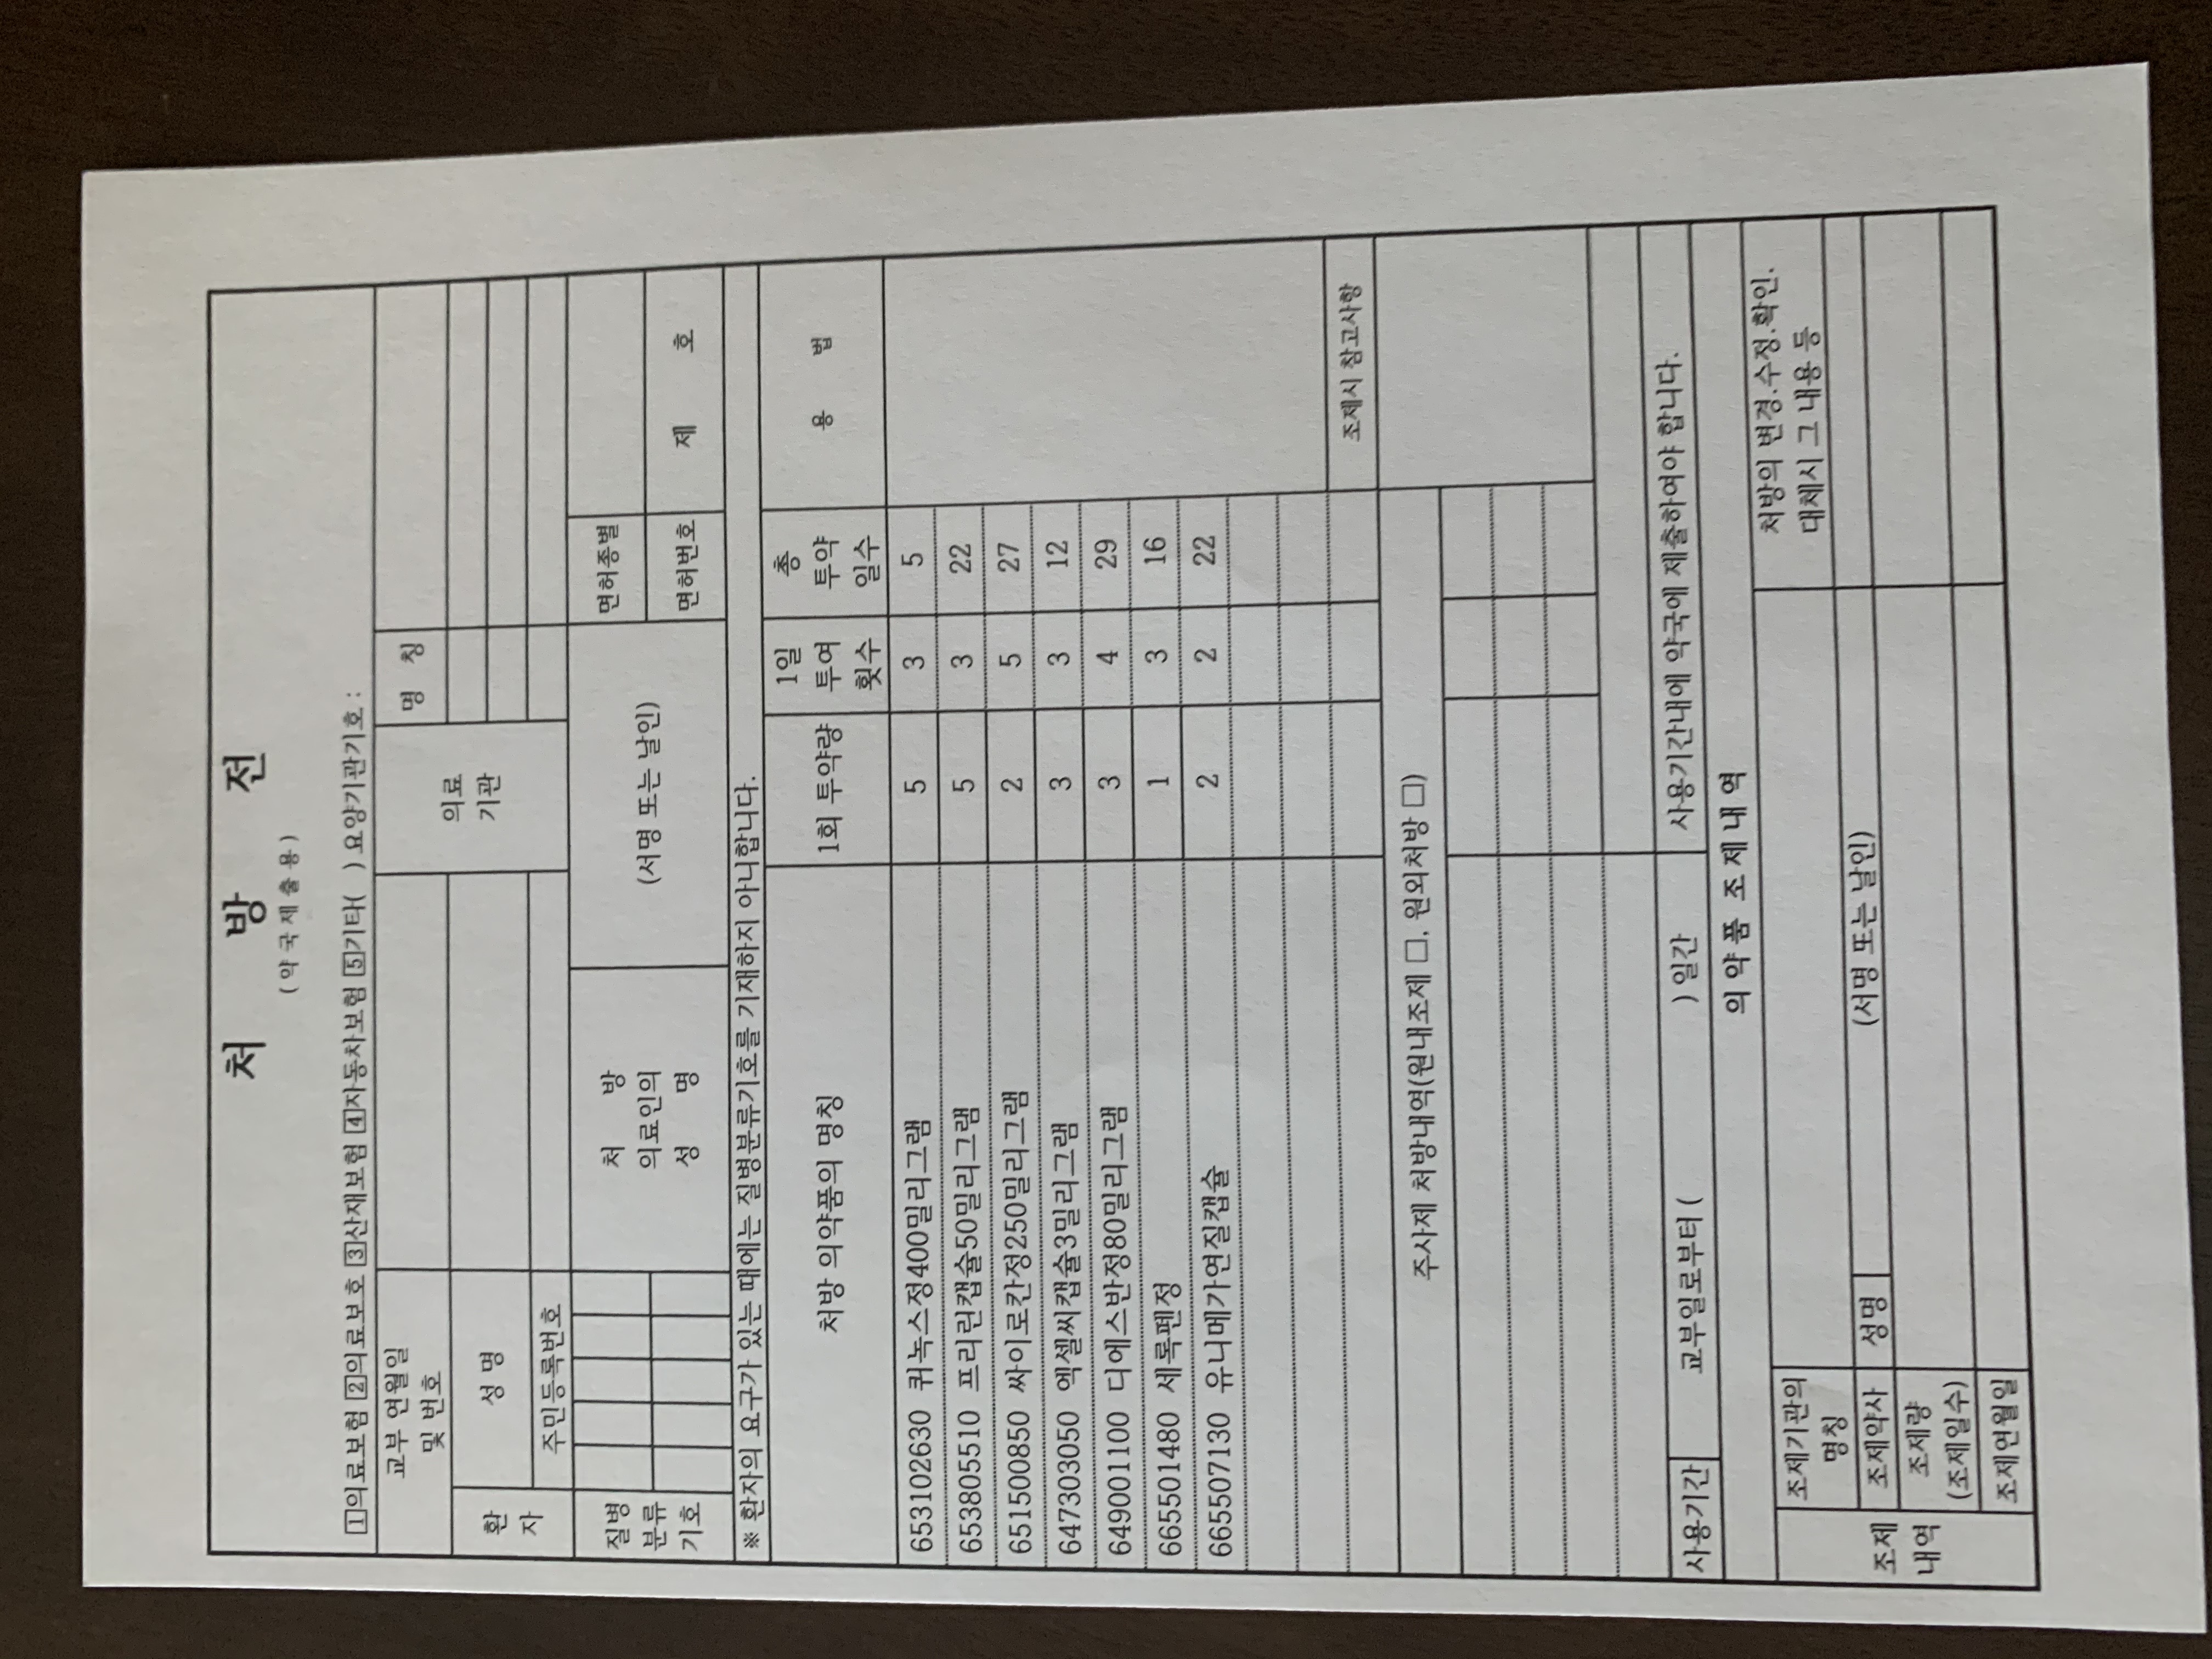 처 방 전
(약국제출용)
1의료보험 2의료보호 3산재보험 4자동차보험 5기타( ) 요양기관기호 :
교부 연월일
및 번호
의료
기관
명 칭
환
자
성 명
주민등록번호
질병
분류
기호
처 방
의료인의
성 명
(서명 또는 날인)
면허종별
면허번호
제 호
※ 환자의 요구가 있는 때에는 질병분류기호를 기재하지 아니합니다.
처방 의약품의 명칭
1회 투약량
1일
투여
횟수
총
투약
일수
용 법
653102630 퀴녹스정400밀리그램 5 3 5
653805510 프리린캡슐50밀리그램 5 3 22
651500850 싸이로칸정250밀리그램 2 5 27
647303050 엑셀씨캡슐3밀리그램 3 3 12
649001100 디에스반정80밀리그램 3 4 29
665501480 세록펜정 1 3 16
665507130 유니메가연질캡슐 2 2 22
조제시 참고사항
주사제 처방내역(원내조제 □, 원외처방 □)
사용기간 교부일로부터 ( ) 일간 사용기간내에 약국에 제출하여야 합니다.
의약품 조제내역
조제
내역
조제기관의
명칭
처방의 변경.수정.확인.
대체시 그 내용 등
조제약사 성명 (서명 또는 날인)
조제량
(조제일수)
조제연월일